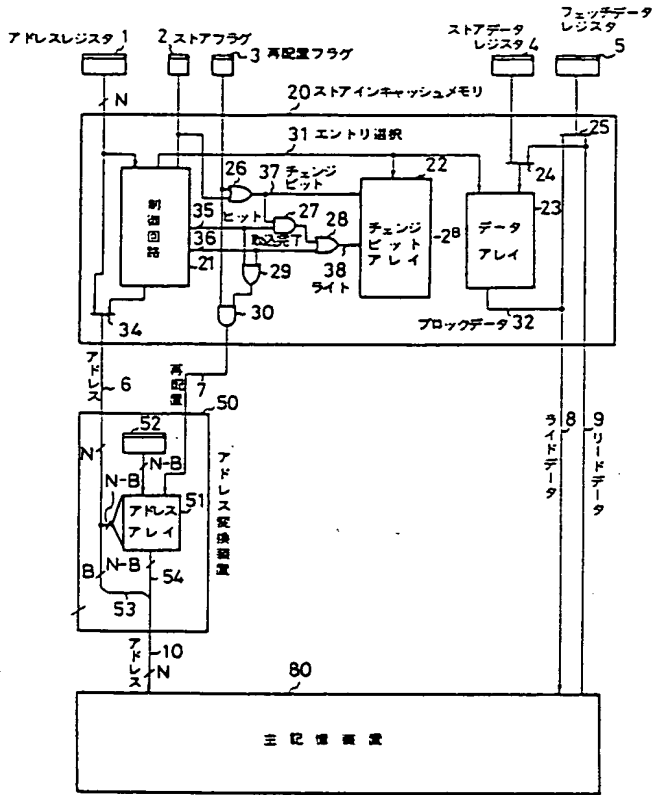 アドレスレジスタ 1
2 ストアフラグ
3 再配置フラグ
ストアデータ
レジスタ 4
フェッチデータ
レジスタ
5
N
20 ストアインキャッシュメモリ
31 エントリ選択
25
26
37 チェンジ
ビット
22
24
制御回路
35
ヒット
27
28
23
36
取込完了
チェンジ
ビット
アレイ
2B
データ
アレイ
21
29
38
ライト
34
30
ブロックデータ 32
アドレス
6
再配置
7
50
52
8
9
ライトデータ
リードデータ
N
N-B
N-B
アドレス
アレイ
51
アドレス変換装置
B
N-B
54
53
アドレス
10
N
80
主記憶装置